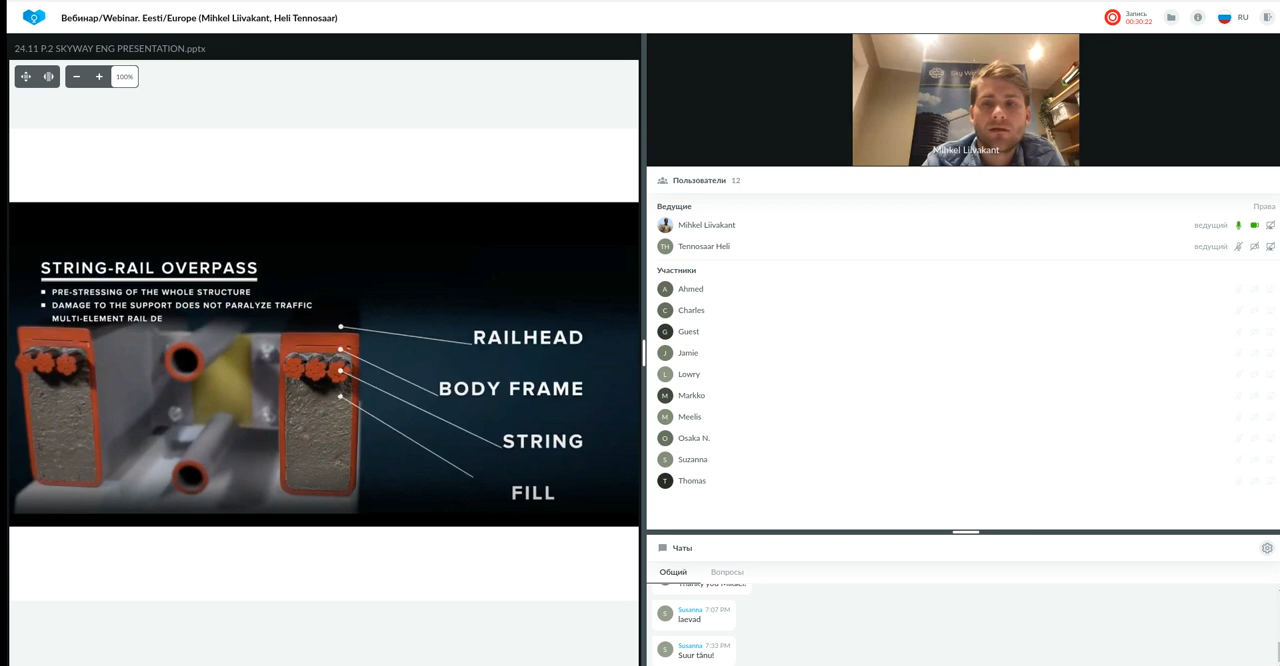 Вебинар/Webinar. Eesti/Europe (Mihkel Liivakant, Heli Tennosaar)
Запись
00:30:22
RU
24.11 P.2 SKYWAY ENG PRESENTATION.pptx
100%
STRING-RAIL OVERPASS
PRE-STRESSING OF THE WHOLE STRUCTURE
DAMAGE TO THE SUPPORT DOES NOT PARALYZE TRAFFIC
MULTI-ELEMENT RAIL DE
RAILHEAD
BODY FRAME
STRING
FILL
Mihkel Liivakant
Пользователи 12
Ведущие
Права
Mihkel Liivakant
ведущий
TH
Tennosaar Heli
ведущий
Участники
A
Ahmed
C
Charles
G
Guest
J
Jamie
L
Lowry
M
Markko
M
Meelis
O
Osaka N.
S
Suzanna
T
Thomas
Чаты
Общий
Вопросы
S
Susanna 7:07 PM
laevad
S
Susanna 7:33 PM
Suur tänu!